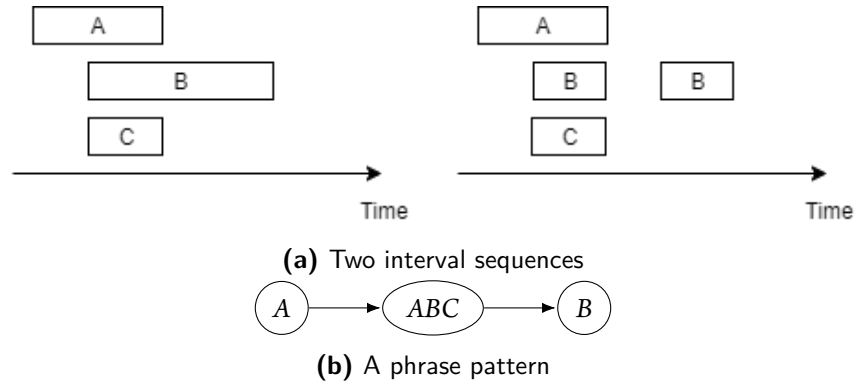 A A
B B B
C C
Time Time
(a) Two interval sequences
A ABC B
(b) A phrase pattern